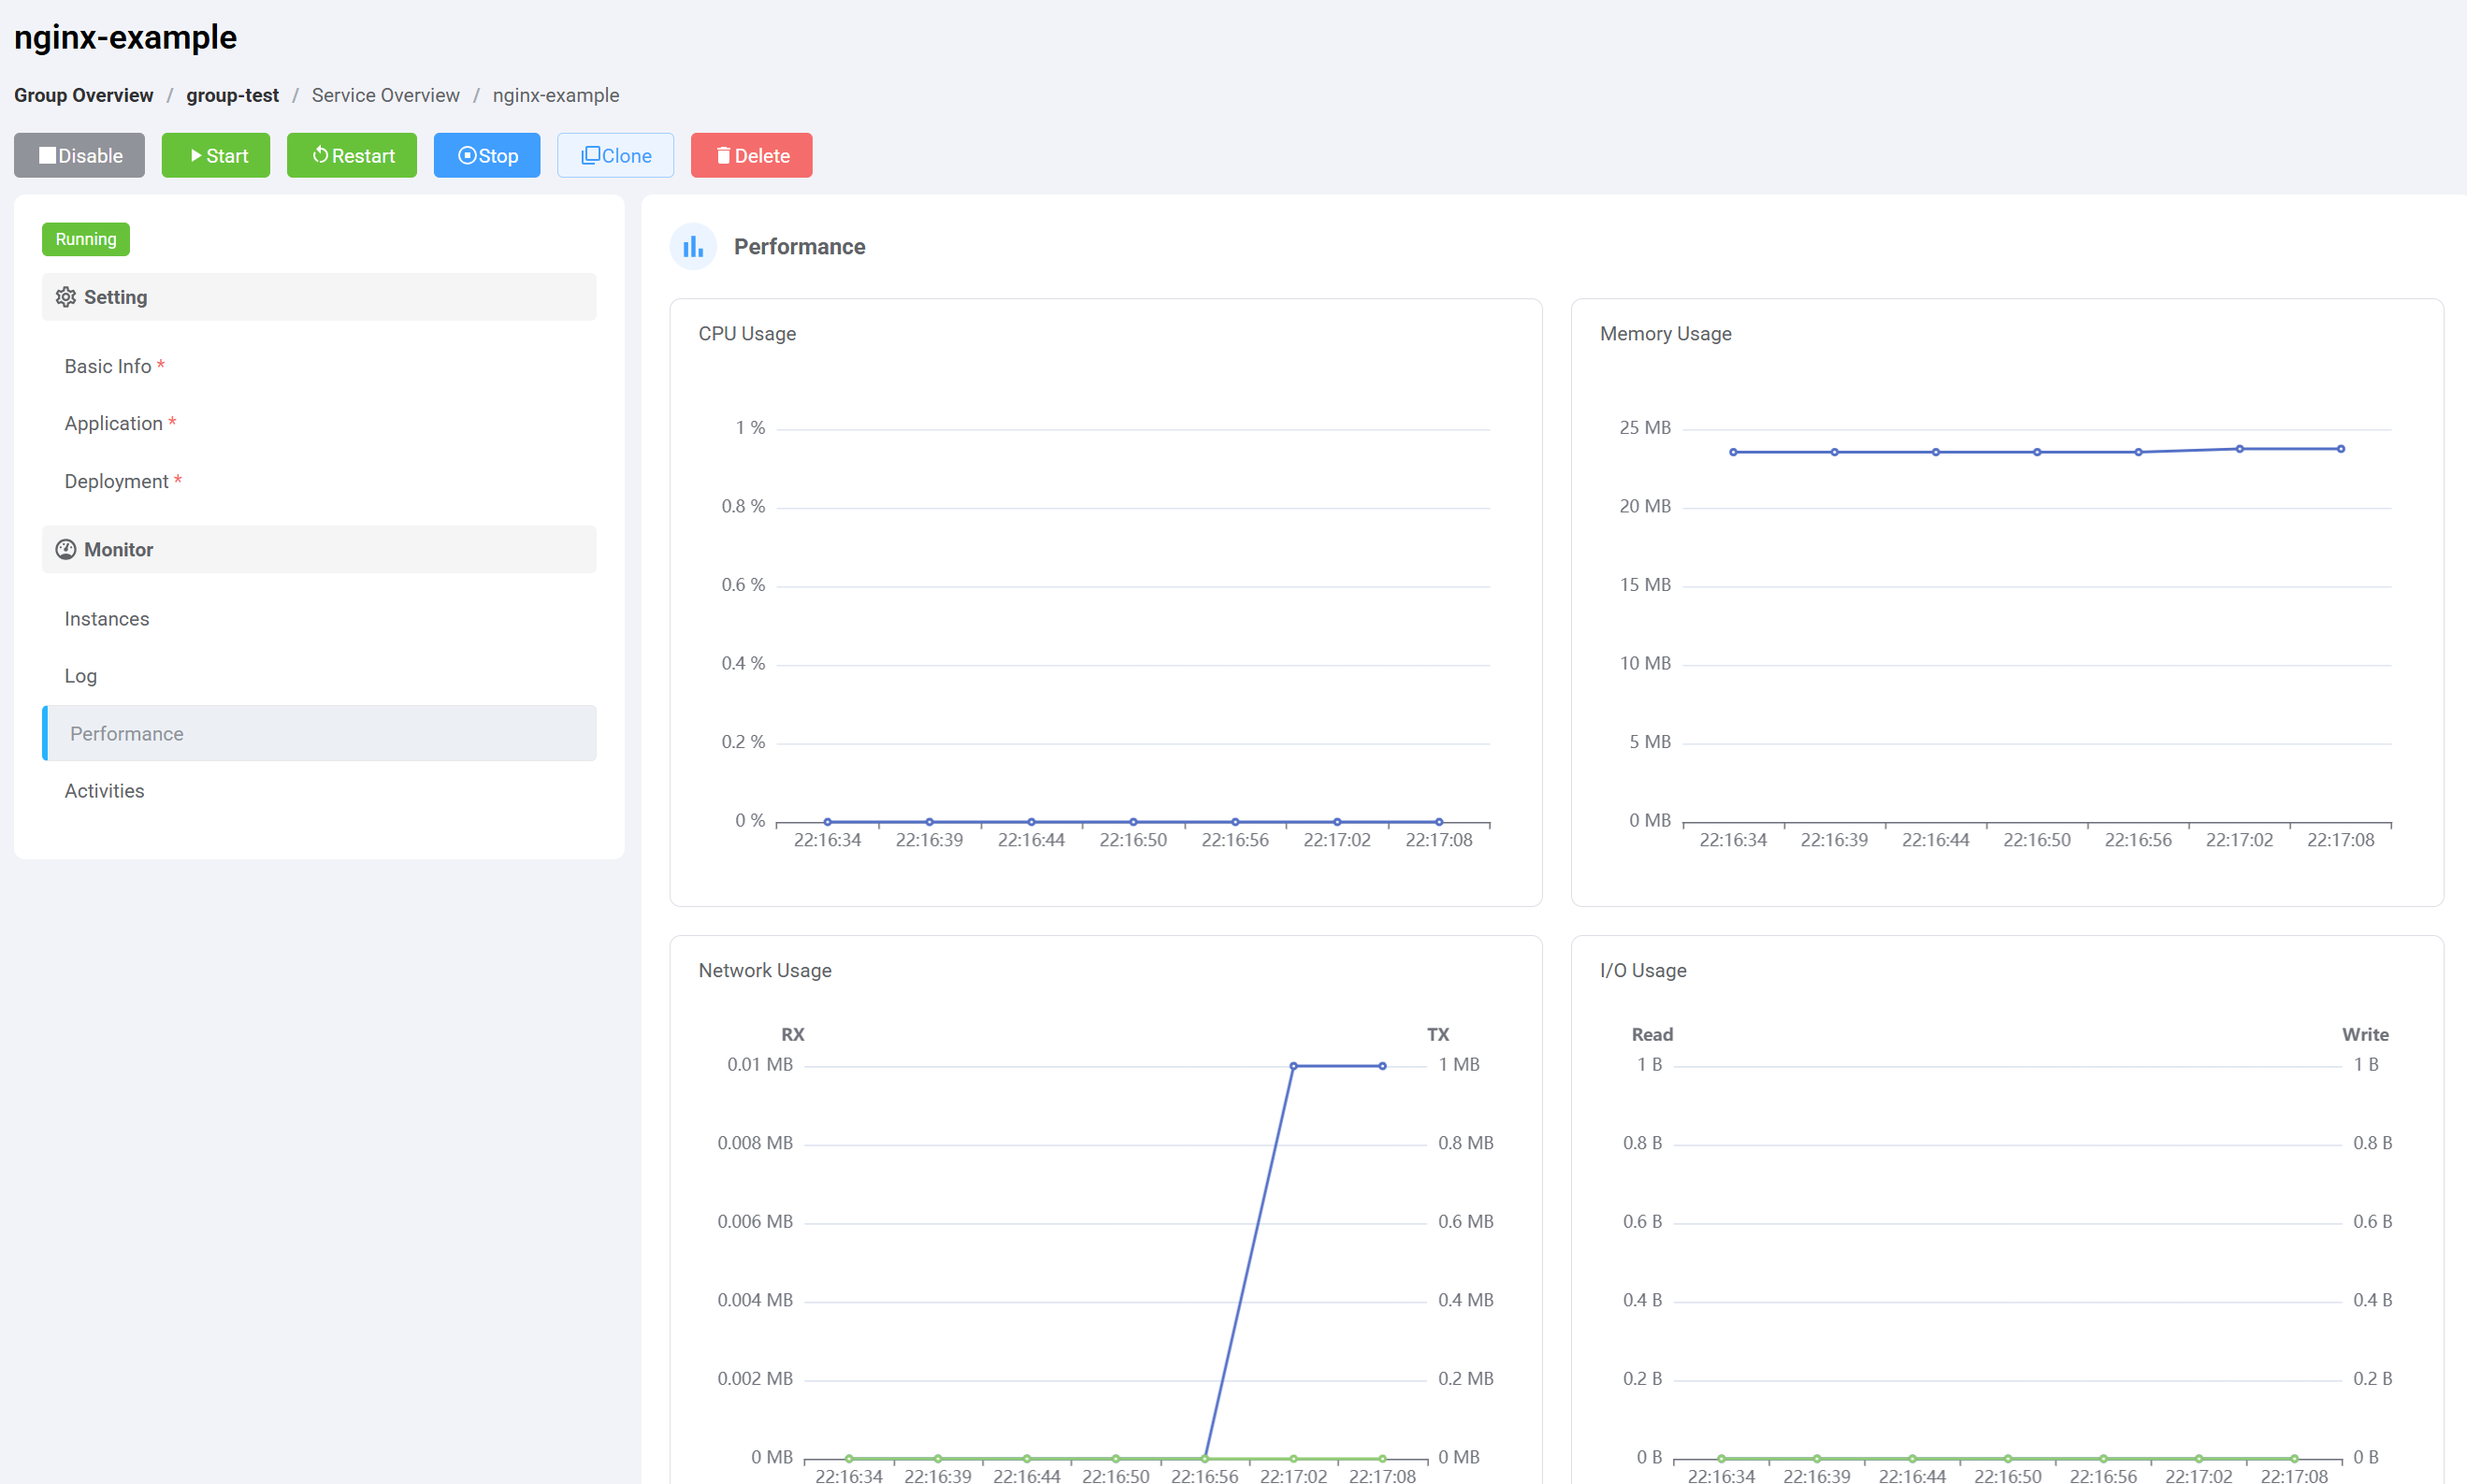 nginx-example
Group Overview / group-test / Service Overview / nginx-example
Disable Start Restart Stop Clone Delete
Running
Setting
Basic Info *
Application *
Deployment *
Monitor
Instances
Log
Performance
Activities
Performance
CPU Usage
1 %
0.8 %
0.6 %
0.4 %
0.2 %
0 %
22:16:34 22:16:39 22:16:44 22:16:50 22:16:56 22:17:02 22:17:08
Memory Usage
25 MB
20 MB
15 MB
10 MB
5 MB
0 MB
22:16:34 22:16:39 22:16:44 22:16:50 22:16:56 22:17:02 22:17:08
Network Usage
RX TX
0.01 MB 1 MB
0.008 MB 0.8 MB
0.006 MB 0.6 MB
0.004 MB 0.4 MB
0.002 MB 0.2 MB
0 MB 0 MB
22:16:34 22:16:39 22:16:44 22:16:50 22:16:56 22:17:02 22:17:08
I/O Usage
Read Write
1 B 1 B
0.8 B 0.8 B
0.6 B 0.6 B
0.4 B 0.4 B
0.2 B 0.2 B
0 B 0 B
22:16:34 22:16:39 22:16:44 22:16:50 22:16:56 22:17:02 22:17:08